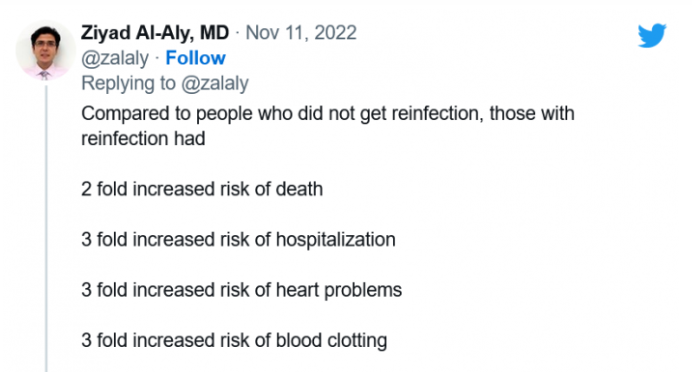 Ziyad Al-Aly, MD · Nov 11, 2022
@zalaly · Follow
Replying to @zalaly
Compared to people who did not get reinfection, those with
reinfection had
2 fold increased risk of death
3 fold increased risk of hospitalization
3 fold increased risk of heart problems
3 fold increased risk of blood clotting